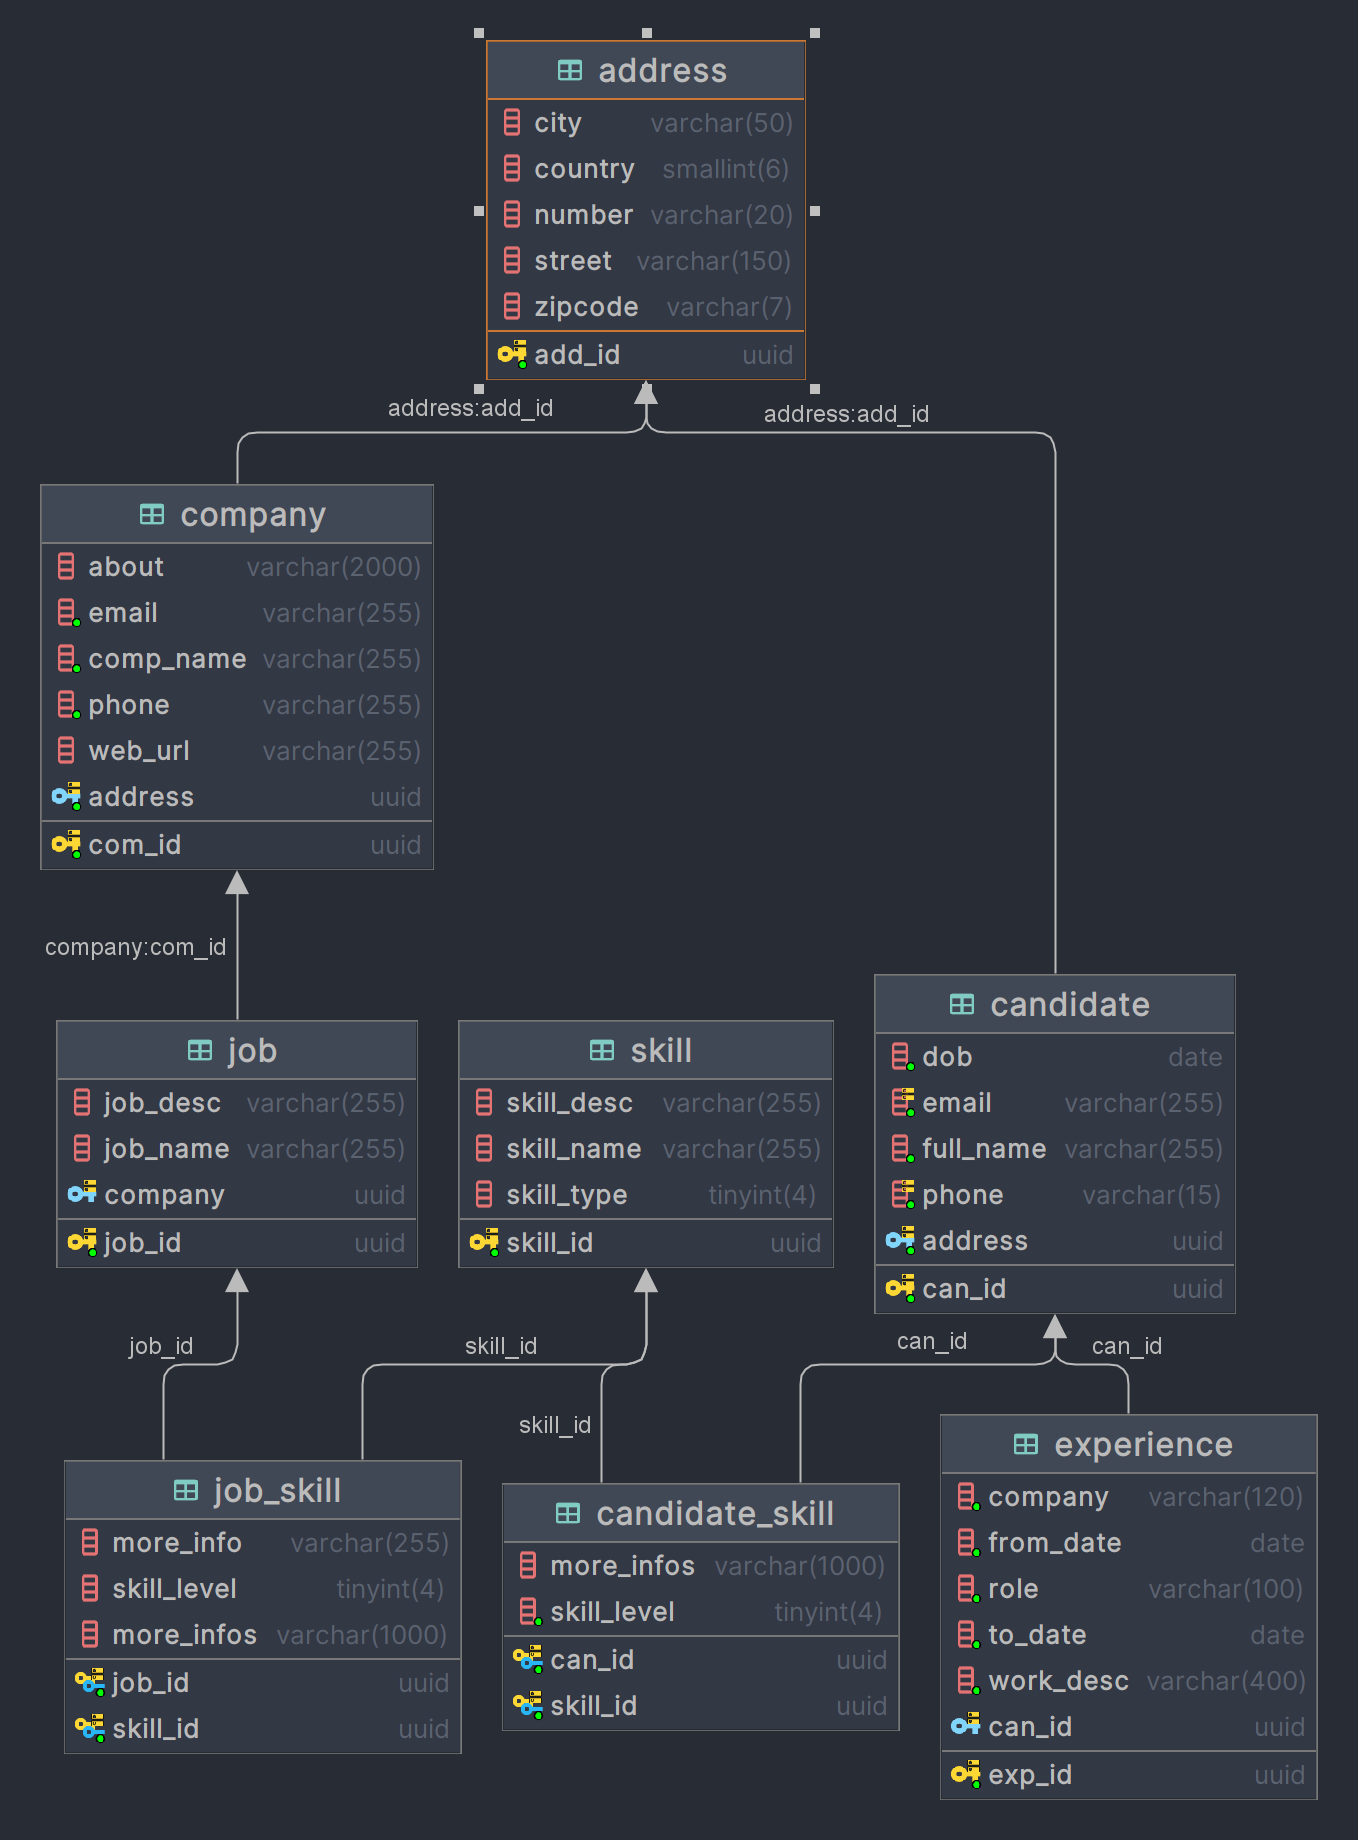 address
city varchar(50)
country smallint(6)
number varchar(20)
street varchar(150)
zipcode varchar(7)
add_id uuid
address:add_id
address:add_id
company
about varchar(2000)
email varchar(255)
comp_name varchar(255)
phone varchar(255)
web_url varchar(255)
address uuid
com_id uuid
company:com_id
job
job_desc varchar(255)
job_name varchar(255)
company uuid
job_id uuid
skill
skill_desc varchar(255)
skill_name varchar(255)
skill_type tinyint(4)
skill_id uuid
candidate
dob date
email varchar(255)
full_name varchar(255)
phone varchar(15)
address uuid
can_id uuid
job_id
skill_id
skill_id
can_id
can_id
job_skill
more_info varchar(255)
skill_level tinyint(4)
more_infos varchar(1000)
job_id uuid
skill_id uuid
candidate_skill
more_infos varchar(1000)
skill_level tinyint(4)
can_id uuid
skill_id uuid
experience
company varchar(120)
from_date date
role varchar(100)
to_date date
work_desc varchar(400)
can_id uuid
exp_id uuid